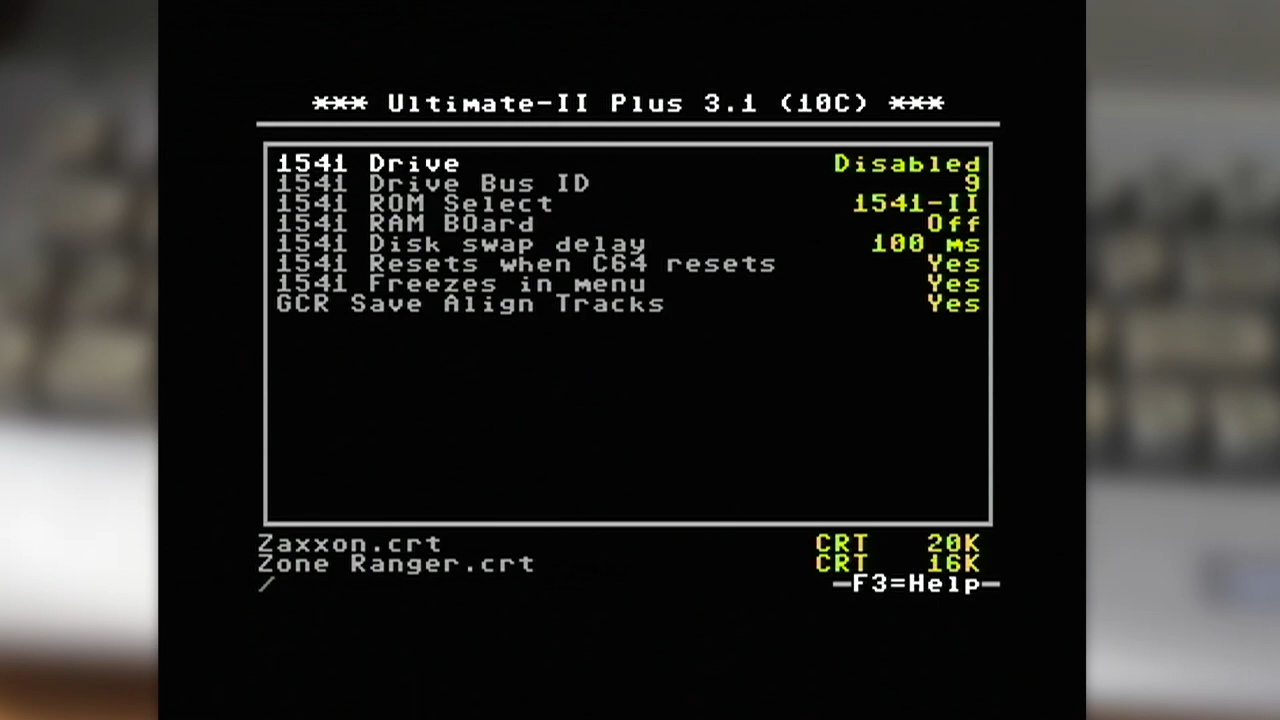 *** Ultimate-II Plus 3.1 (10C) ***
1541 Drive Disabled
1541 Drive Bus ID 9
1541 ROM Select 1541-II
1541 RAM BOard Off
1541 Disk swap delay 100 ms
1541 Resets when C64 resets Yes
1541 Freezes in menu Yes
GCR Save Align Tracks Yes
Zaxxon.crt CRT 20K
Zone Ranger.crt CRT 16K
/ F3=Help